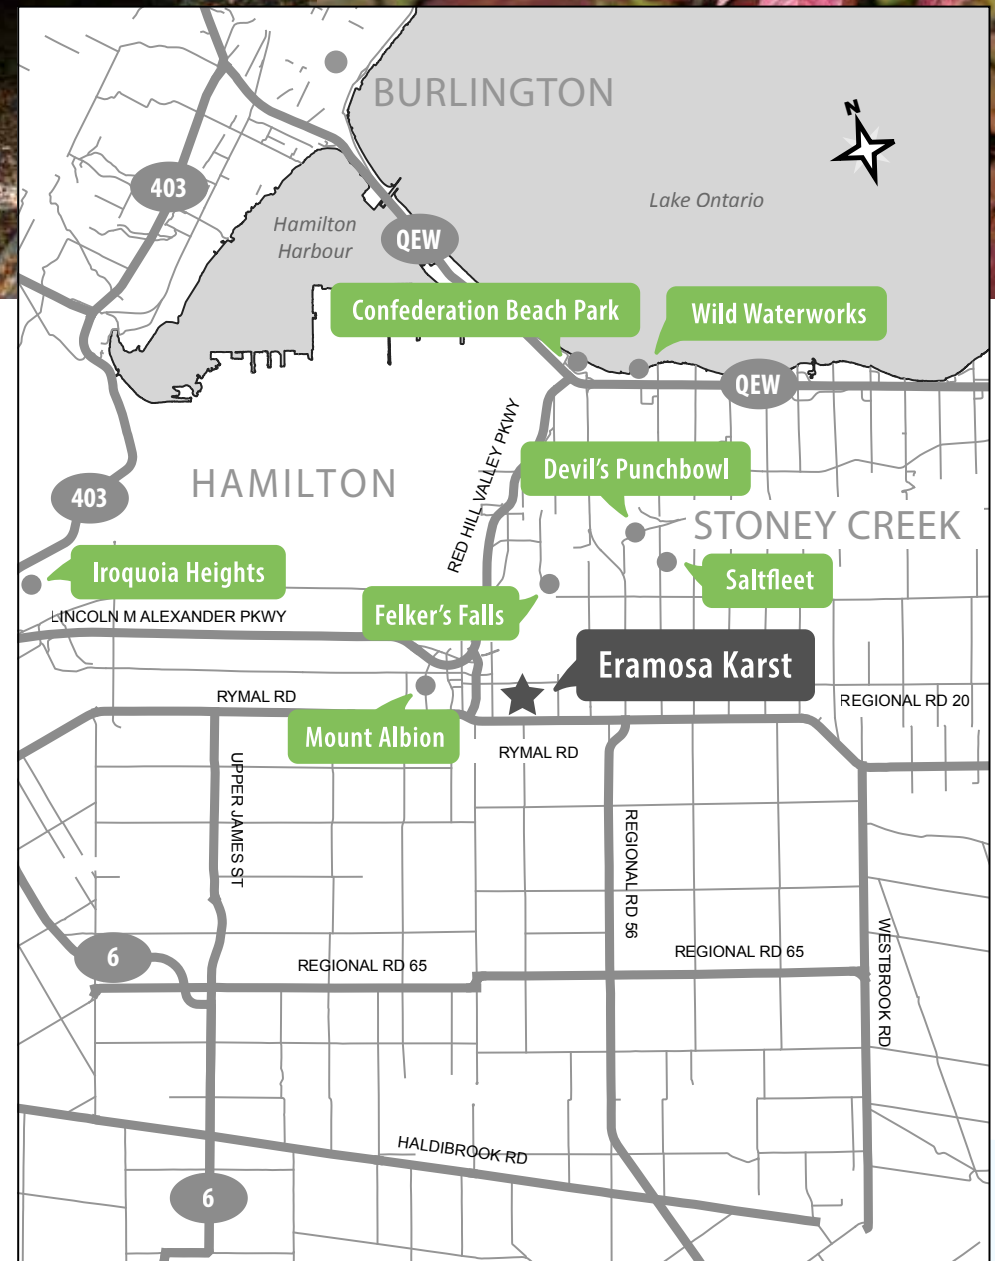 BURLINGTON
N
403
Lake Ontario
Hamilton
Harbour
QEW
Confederation Beach Park
Wild Waterworks
QEW
RED HILL VALLEY PKWY
Devil's Punchbowl
HAMILTON
403
STONEY CREEK
Iroquoia Heights
Saltfleet
Felker's Falls
LINCOLN M ALEXANDER PKWY
Eramosa Karst
RYMAL RD
REGIONAL RD 20
Mount Albion
RYMAL RD
UPPER JAMES ST
REGIONAL RD 56
6
REGIONAL RD 65
REGIONAL RD 65
WESTBROOK RD
HALDIBROOK RD
6